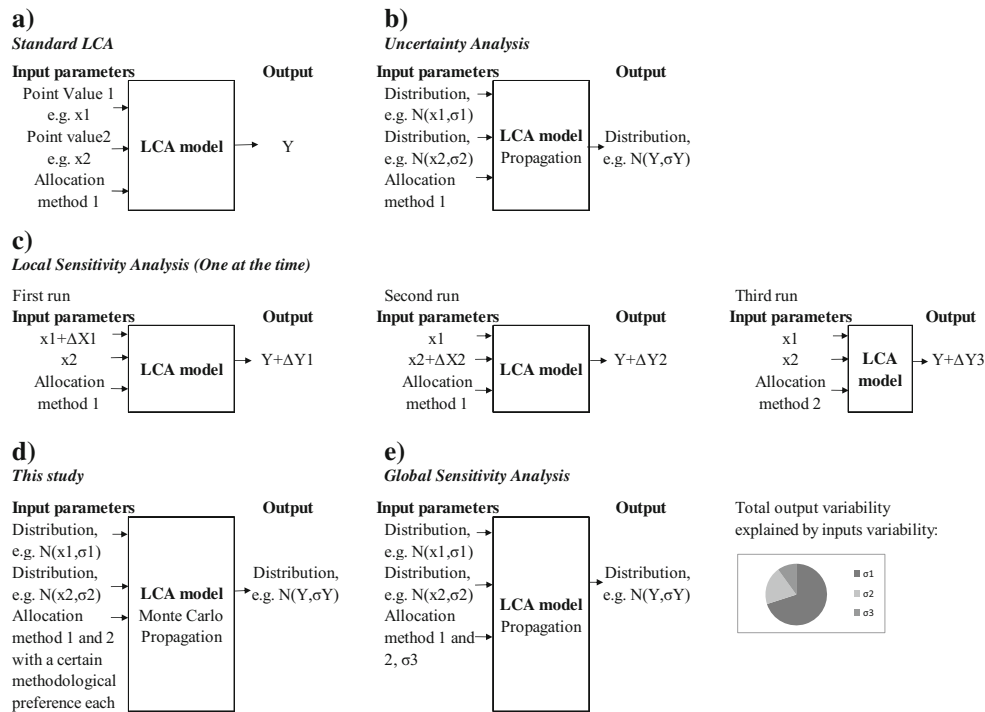 a)
Standard LCA
Input parameters
Output
Point Value 1
e.g. x1
Point value2
e.g. x2
Allocation
method 1
LCA model
Y
b)
Uncertainty Analysis
Input parameters
Output
Distribution,
e.g. N(x1,σ1)
Distribution,
e.g. N(x2,σ2)
Allocation
method 1
LCA model
Propagation
Distribution,
e.g. N(Y,σY)
c)
Local Sensitivity Analysis (One at the time)
First run
Input parameters
Output
x1+ΔX1
x2
Allocation
method 1
LCA model
Y+ΔY1
Second run
Input parameters
Output
x1
x2+ΔX2
Allocation
method 1
LCA model
Y+ΔY2
Third run
Input parameters
Output
x1
x2
Allocation
method 2
LCA
model
Y+ΔY3
d)
This study
Input parameters
Output
Distribution,
e.g. N(x1,σ1)
Distribution,
e.g. N(x2,σ2)
Allocation
method 1 and 2
with a certain
methodological
preference each
LCA model
Monte Carlo
Propagation
Distribution,
e.g. N(Y,σY)
e)
Global Sensitivity Analysis
Input parameters
Output
Distribution,
e.g. N(x1,σ1)
Distribution,
e.g. N(x2,σ2)
Allocation
method 1 and
2, σ3
LCA model
Propagation
Distribution,
e.g. N(Y,σY)
Total output variability
explained by inputs variability:
σ1
σ2
σ3